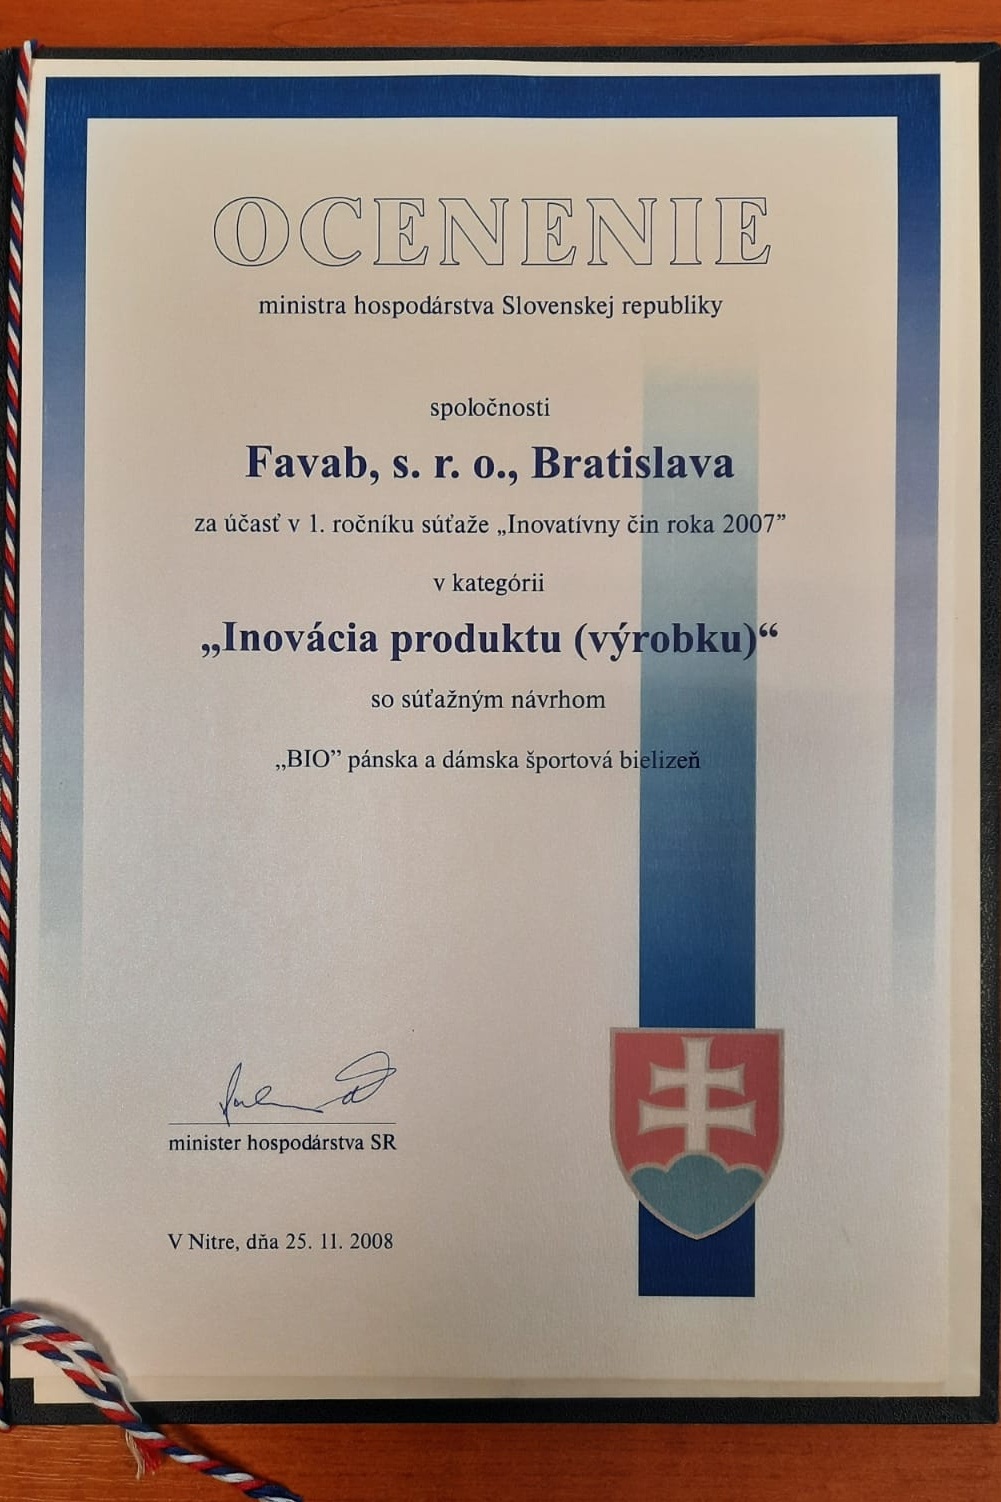 OCENENIE
ministra hospodárstva Slovenskej republiky
spoločnosti
Favab, s. r. o., Bratislava
za účasť v 1. ročníku súťaže „Inovatívny čin roka 2007”
v kategórii
„Inovácia produktu (výrobku)“
so súťažným návrhom
„BIO” pánska a dámska športová bielizeň
minister hospodárstva SR
V Nitre, dňa 25. 11. 2008